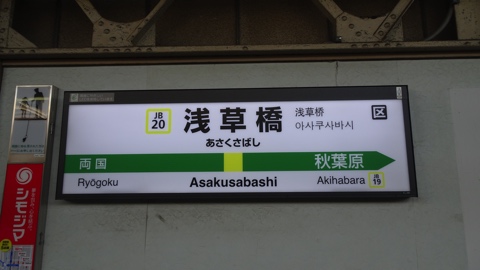 JB
20
浅草橋
浅草桥
아사쿠사바시
区
あさくさばし
両国
秋葉原
Ryōgoku
Asakusabashi
Akihabara
19
シモジマ